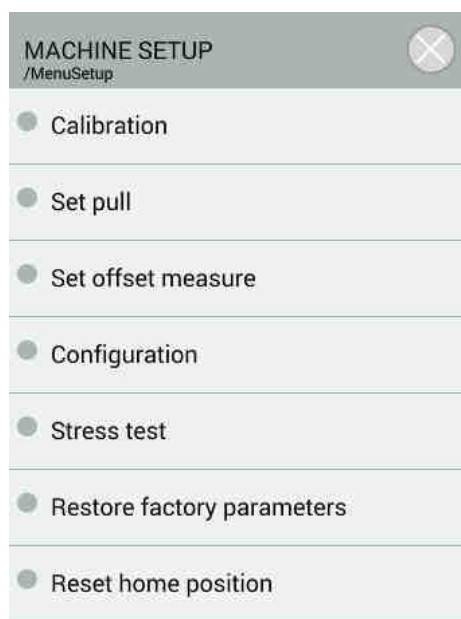 MACHINE SETUP
/MenuSetup
Calibration
Set pull
Set offset measure
Configuration
Stress test
Restore factory parameters
Reset home position